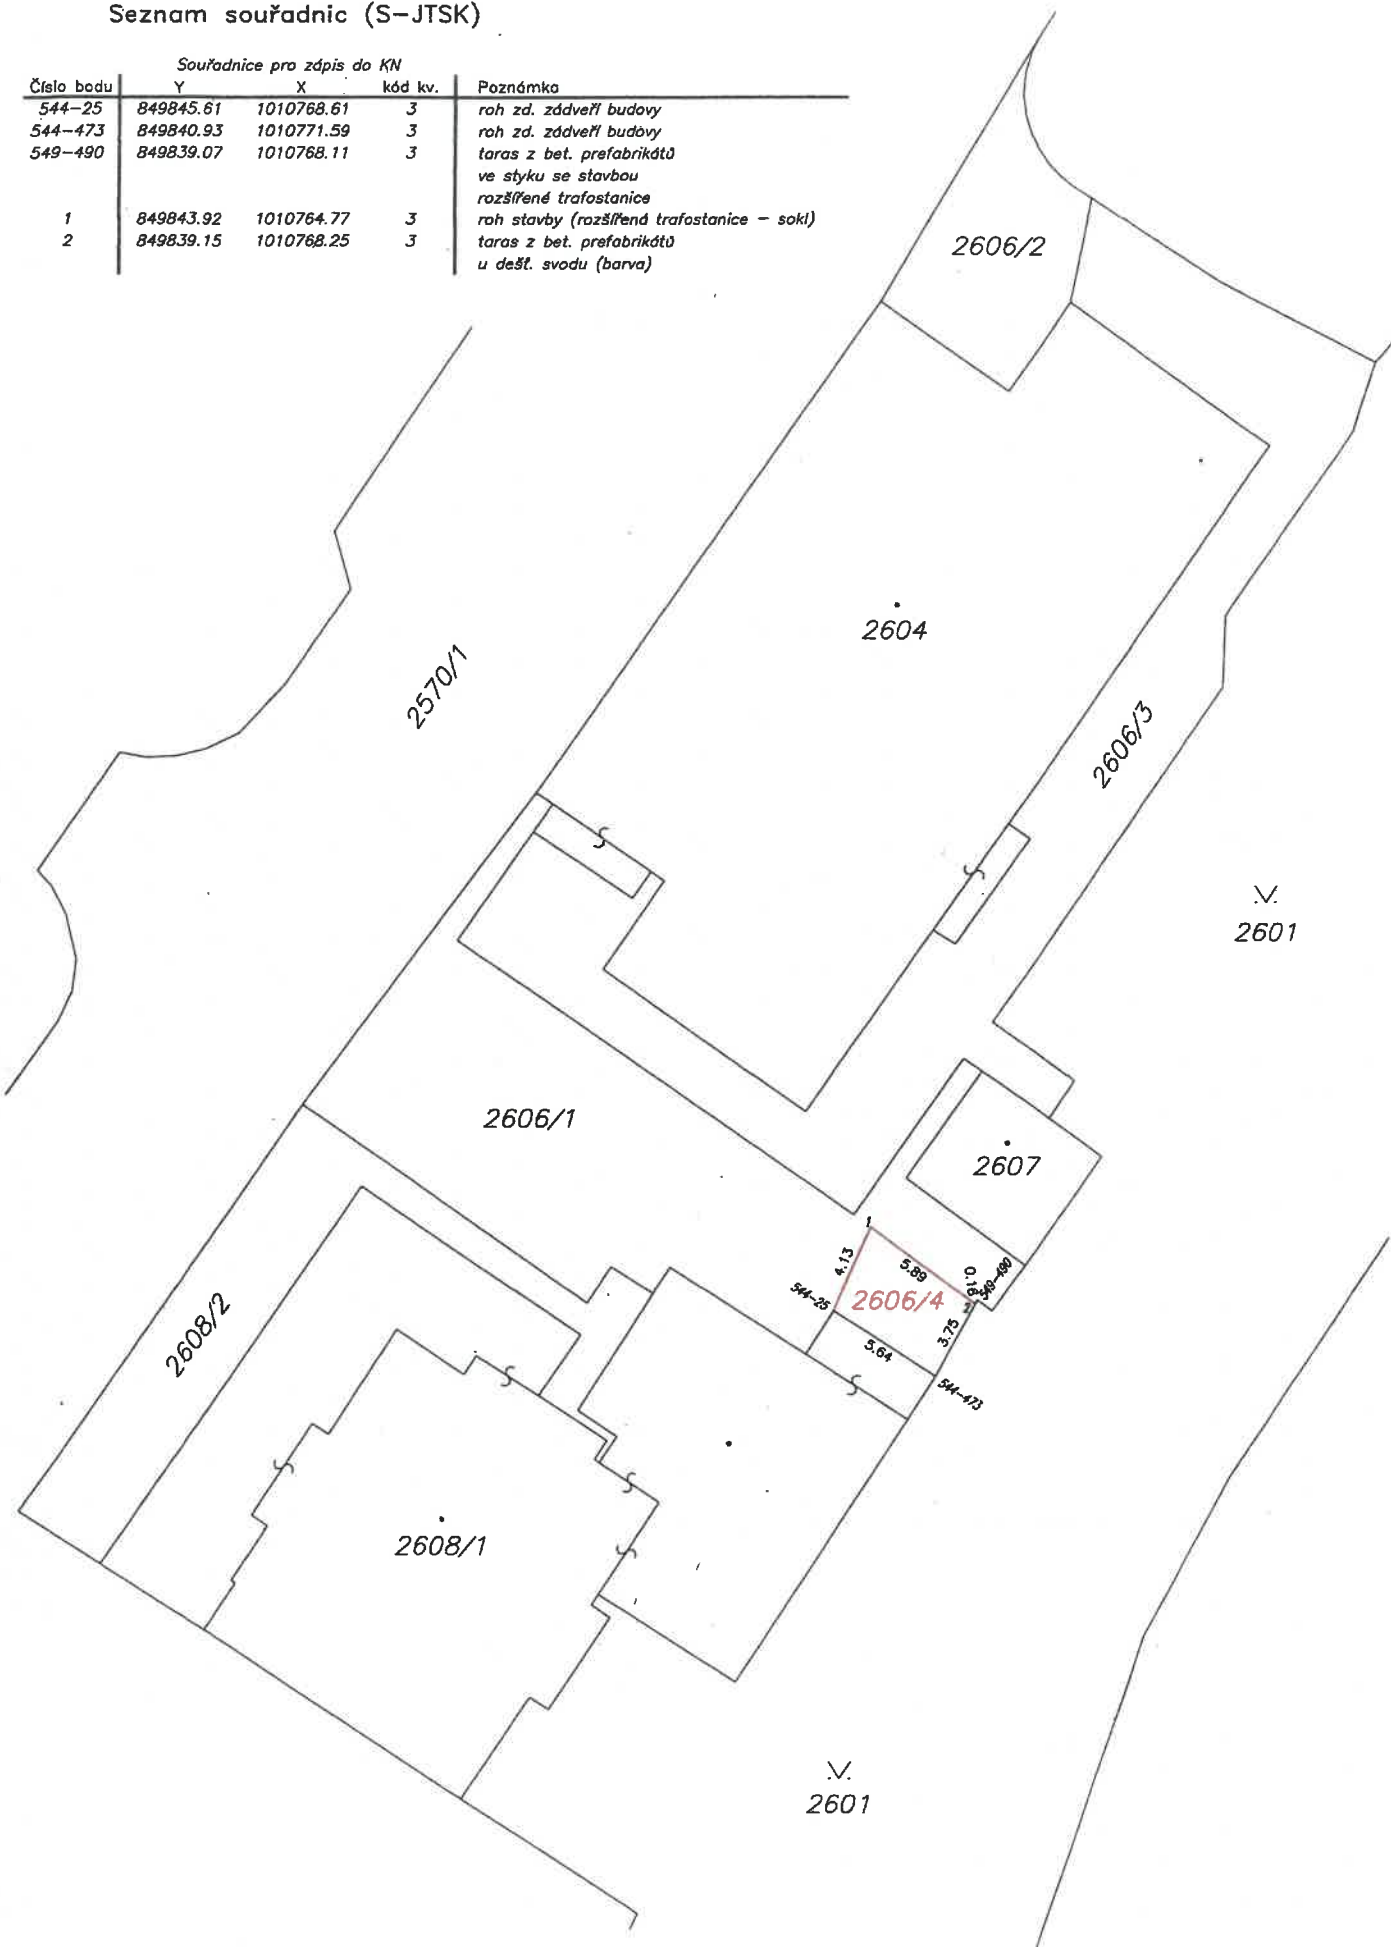 Seznam souřadnic (S-JTSK)
Souřadnice pro zápis do KN
Číslo bodu Y X kód kv. Poznámka
544-25 849845.61 1010768.61 3 roh zd. zádveří budovy
544-473 849840.93 1010771.59 3 roh zd. zádveří budovy
549-490 849839.07 1010768.11 3 taras z bet. prefabrikátů
ve styku se stavbou
rozšířené trafostanice
1 849843.92 1010764.77 3 roh stavby (rozšířená trafostanice - sokl)
2 849839.15 1010768.25 3 taras z bet. prefabrikátů
u dešť. svodu (barva)
2606/2
2604
2570/1
2606/3
2601
2606/1
2607
1
4.13
5.89
0.16
549-490
544-25
2606/4
2
3.75
5.64
544-473
2608/2
2608/1
2601